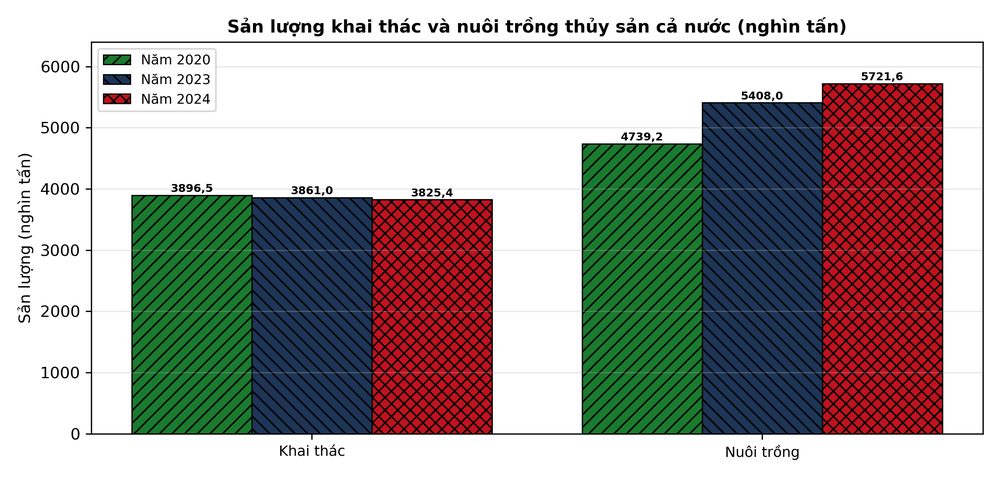 Sản lượng khai thác và nuôi trồng thủy sản cả nước (nghìn tấn)
Năm 2020
Năm 2023
Năm 2024
Sản lượng (nghìn tấn)
6000
5000
4000
3000
2000
1000
0
3896,5
3861,0
3825,4
4739,2
5408,0
5721,6
Khai thác
Nuôi trồng